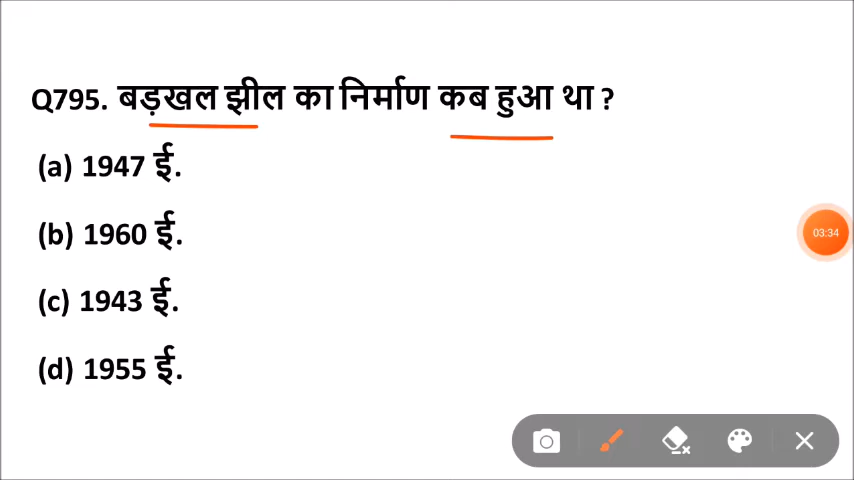 Q795. बड़खल झील का निर्माण कब हुआ था ?
(a) 1947 ई.
(b) 1960 ई.
03:34
(c) 1943 ई.
(d) 1955 ई.